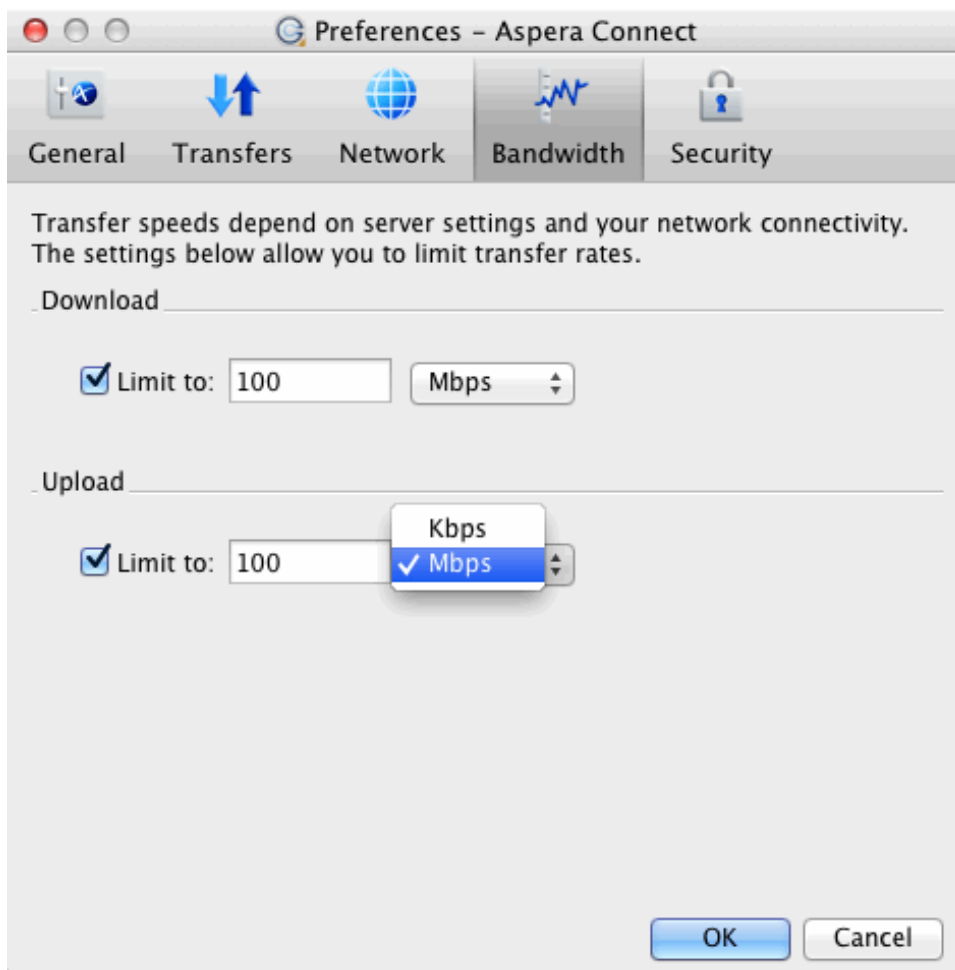 Preferences – Aspera Connect
General Transfers Network Bandwidth Security
Transfer speeds depend on server settings and your network connectivity.
The settings below allow you to limit transfer rates.
Download
Limit to: 100 Mbps
Upload
Kbps
Limit to: 100 Mbps
OK Cancel